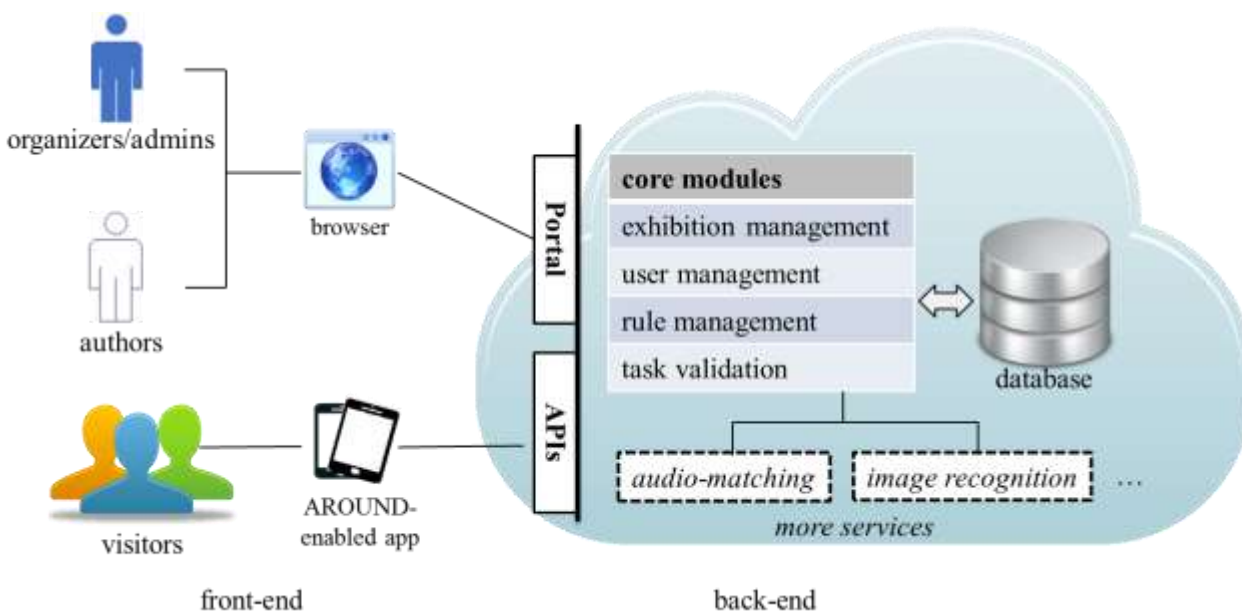 organizers/admins
authors
visitors
browser
AROUND-
enabled app
Portal
APIs
core modules
exhibition management
user management
rule management
task validation
database
audio-matching
image recognition
...
more services
front-end
back-end